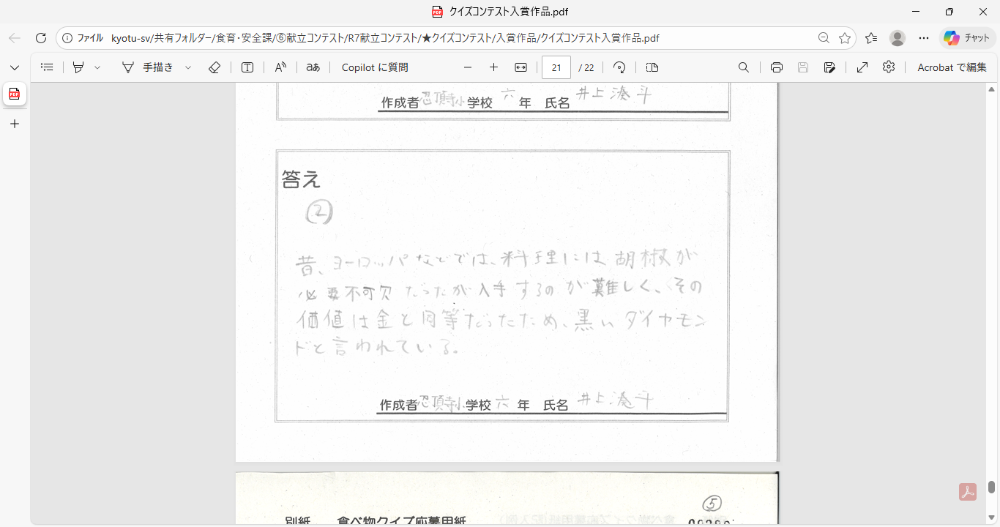 クイズコンテスト入賞作品.pdf
ファイル kyotu-sv/共有フォルダー/食育・安全課/⑥献立コンテスト/R7献立コンテスト/★クイズコンテスト/入賞作品/クイズコンテスト入賞作品.pdf
チャット
手描き
aあ
Copilot に質問
21 / 22
Acrobat で編集
作成者 忍頂寺小 学校 六 年 氏名 井上湊斗
答え
②
昔、ヨーロッパなどでは、料理には胡椒が
必要不可欠だったが入手するのが難しく、その
価値は金と同等だったため、黒いダイヤモン
ドと言われている。
作成者 忍頂寺小 学校 六 年 氏名 井上湊斗
⑤
別紙 食べ物クイズ応募用紙